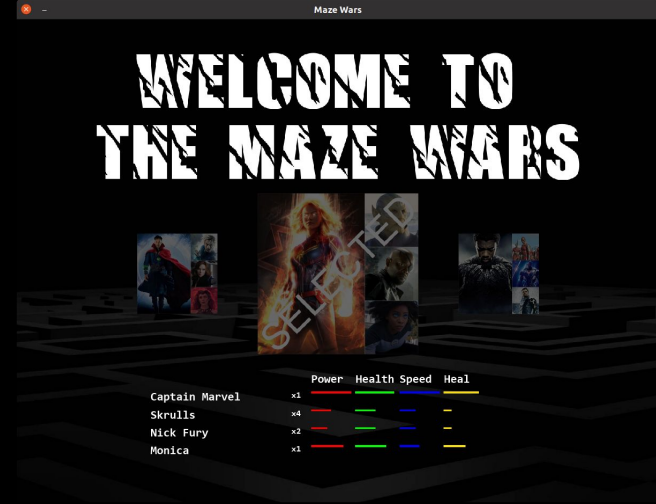 Maze Wars
WELCOME TO
THE MAZE WARS
SELECTED
Power Health Speed Heal
Captain Marvel x1
Skrulls x4
Nick Fury x2
Monica x1